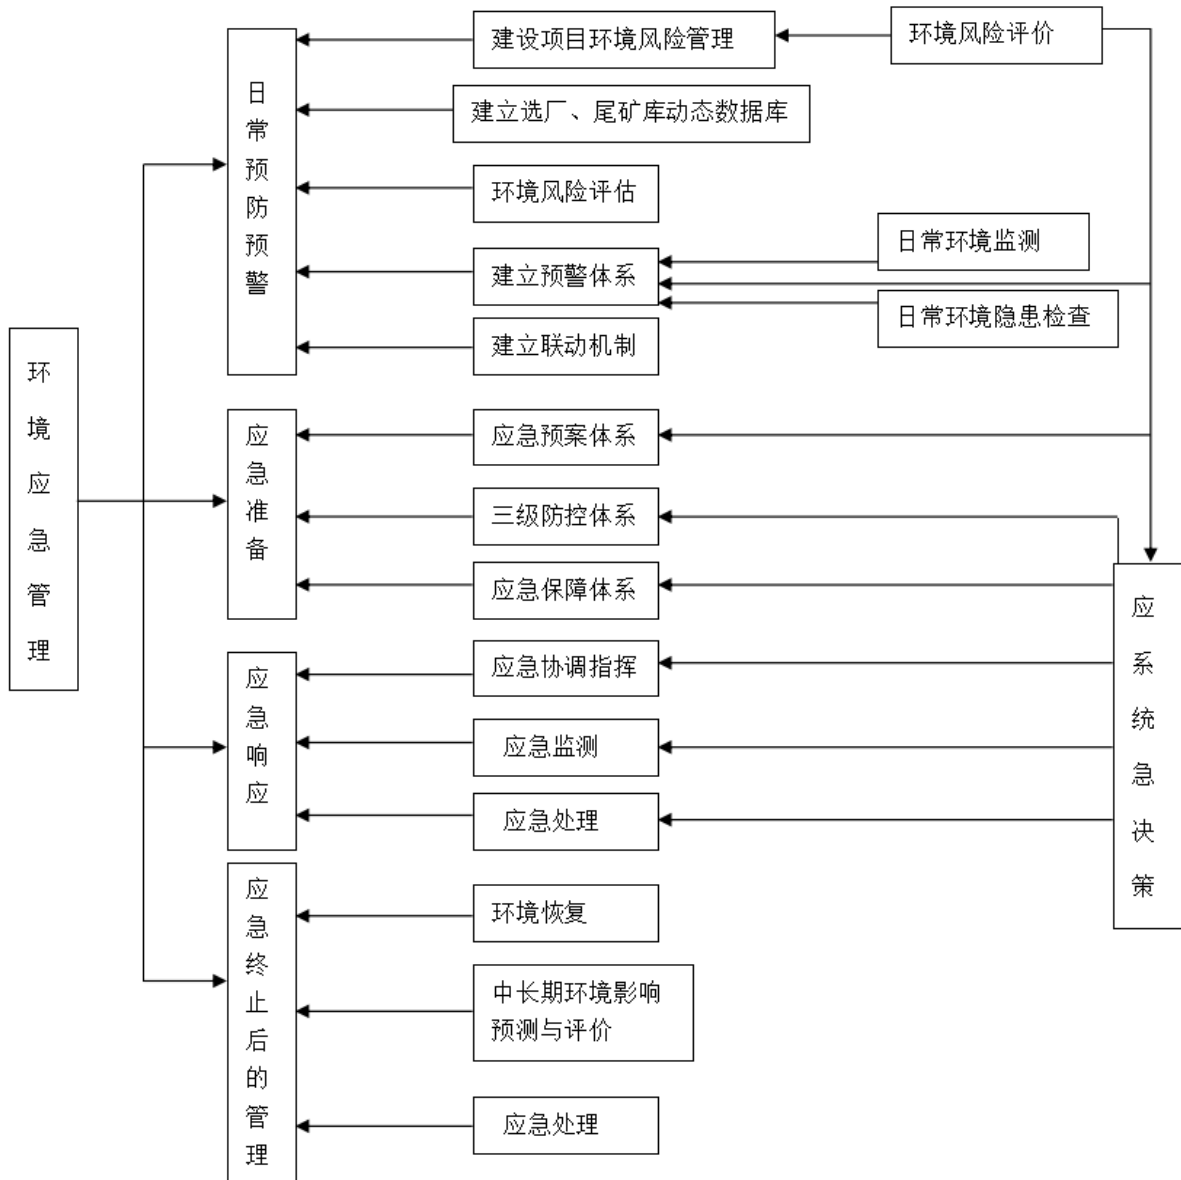 建设项目环境风险管理
环境风险评价
建立选厂、尾矿库动态数据库
日常预防预警
环境风险评估
日常环境监测
建立预警体系
日常环境隐患检查
建立联动机制
环境应急管理
应急准备
应急预案体系
三级防控体系
应急保障体系
应系统急决策
应急响应
应急协调指挥
应急监测
应急处理
应急终止后的管理
环境恢复
中长期环境影响
预测与评价
应急处理